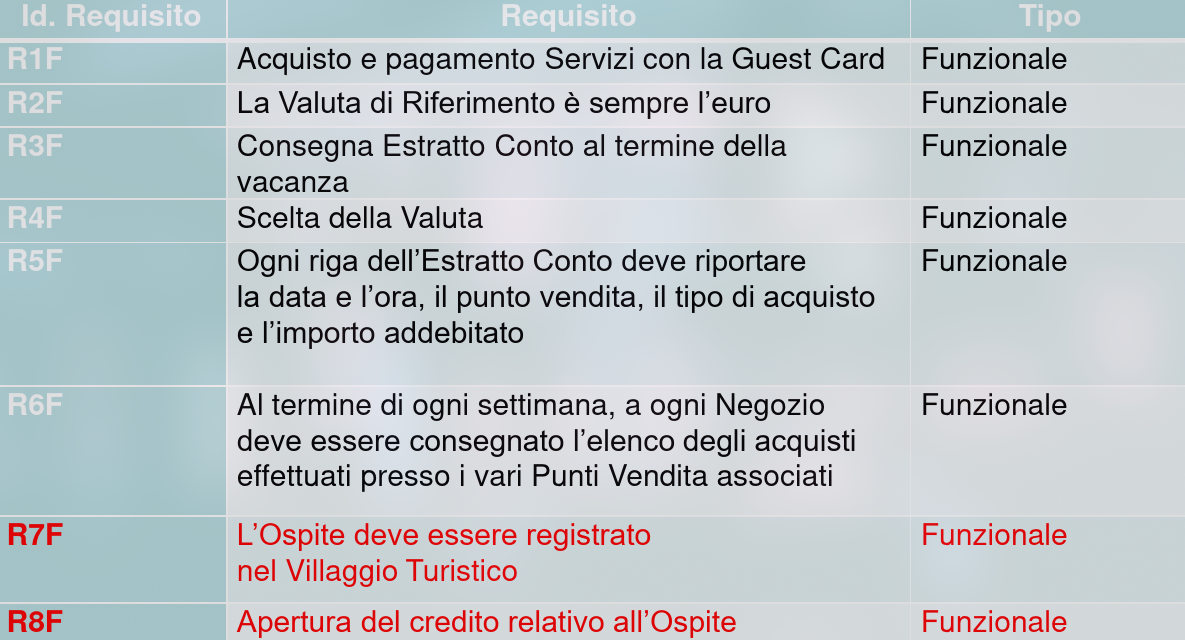 Id. Requisito Requisito Tipo
R1F Acquisto e pagamento Servizi con la Guest Card Funzionale
R2F La Valuta di Riferimento è sempre l’euro Funzionale
R3F Consegna Estratto Conto al termine della Funzionale
vacanza
R4F Scelta della Valuta Funzionale
R5F Ogni riga dell’Estratto Conto deve riportare Funzionale
la data e l’ora, il punto vendita, il tipo di acquisto
e l’importo addebitato
R6F Al termine di ogni settimana, a ogni Negozio Funzionale
deve essere consegnato l’elenco degli acquisti
effettuati presso i vari Punti Vendita associati
R7F L’Ospite deve essere registrato Funzionale
nel Villaggio Turistico
R8F Apertura del credito relativo all’Ospite Funzionale